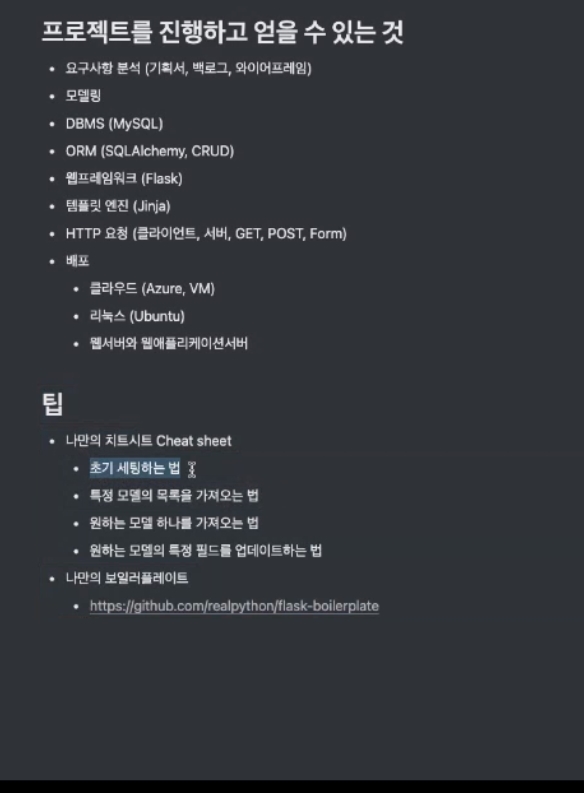 프로젝트를 진행하고 얻을 수 있는 것
• 요구사항 분석 (기획서, 백로그, 와이어프레임)
• 모델링
• DBMS (MySQL)
• ORM (SQLAlchemy, CRUD)
• 웹프레임워크 (Flask)
• 템플릿 엔진 (Jinja)
• HTTP 요청 (클라이언트, 서버, GET, POST, Form)
• 배포
• 클라우드 (Azure, VM)
• 리눅스 (Ubuntu)
• 웹서버와 웹애플리케이션서버
팁
• 나만의 치트시트 Cheat sheet
• 초기 세팅하는 법
• 특정 모델의 목록을 가져오는 법
• 원하는 모델 하나를 가져오는 법
• 원하는 모델의 특정 필드를 업데이트하는 법
• 나만의 보일러플레이트
• https://github.com/realpython/flask-boilerplate